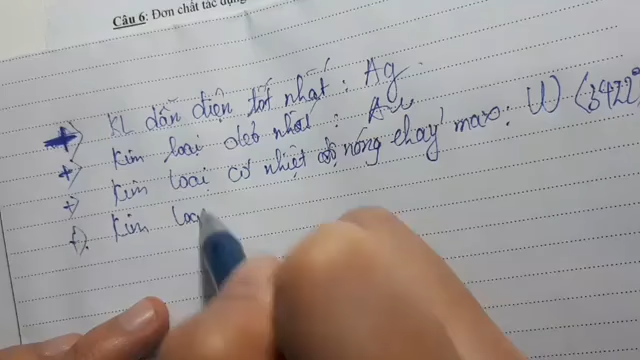 Câu 6: Đơn chất tác dụng
+) KL dẫn điện tốt nhất: Ag.
+) Kim loại dẻo nhất: Au
+) Kim loại có nhiệt độ nóng chảy max: W (3422°
+). Kim loạ